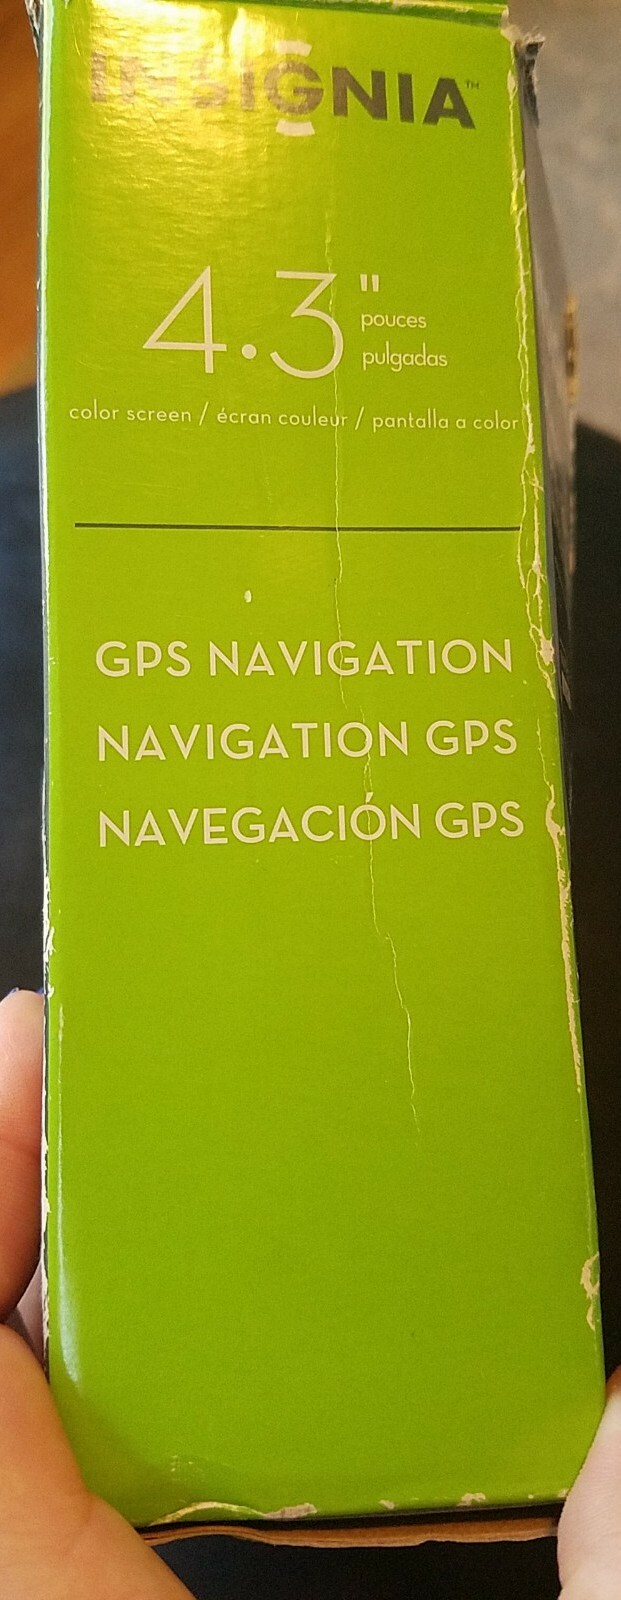 INSIGNIA™
4.3"
pouces
pulgadas
color screen / écran couleur / pantalla a color
GPS NAVIGATION
NAVIGATION GPS
NAVEGACIÓN GPS